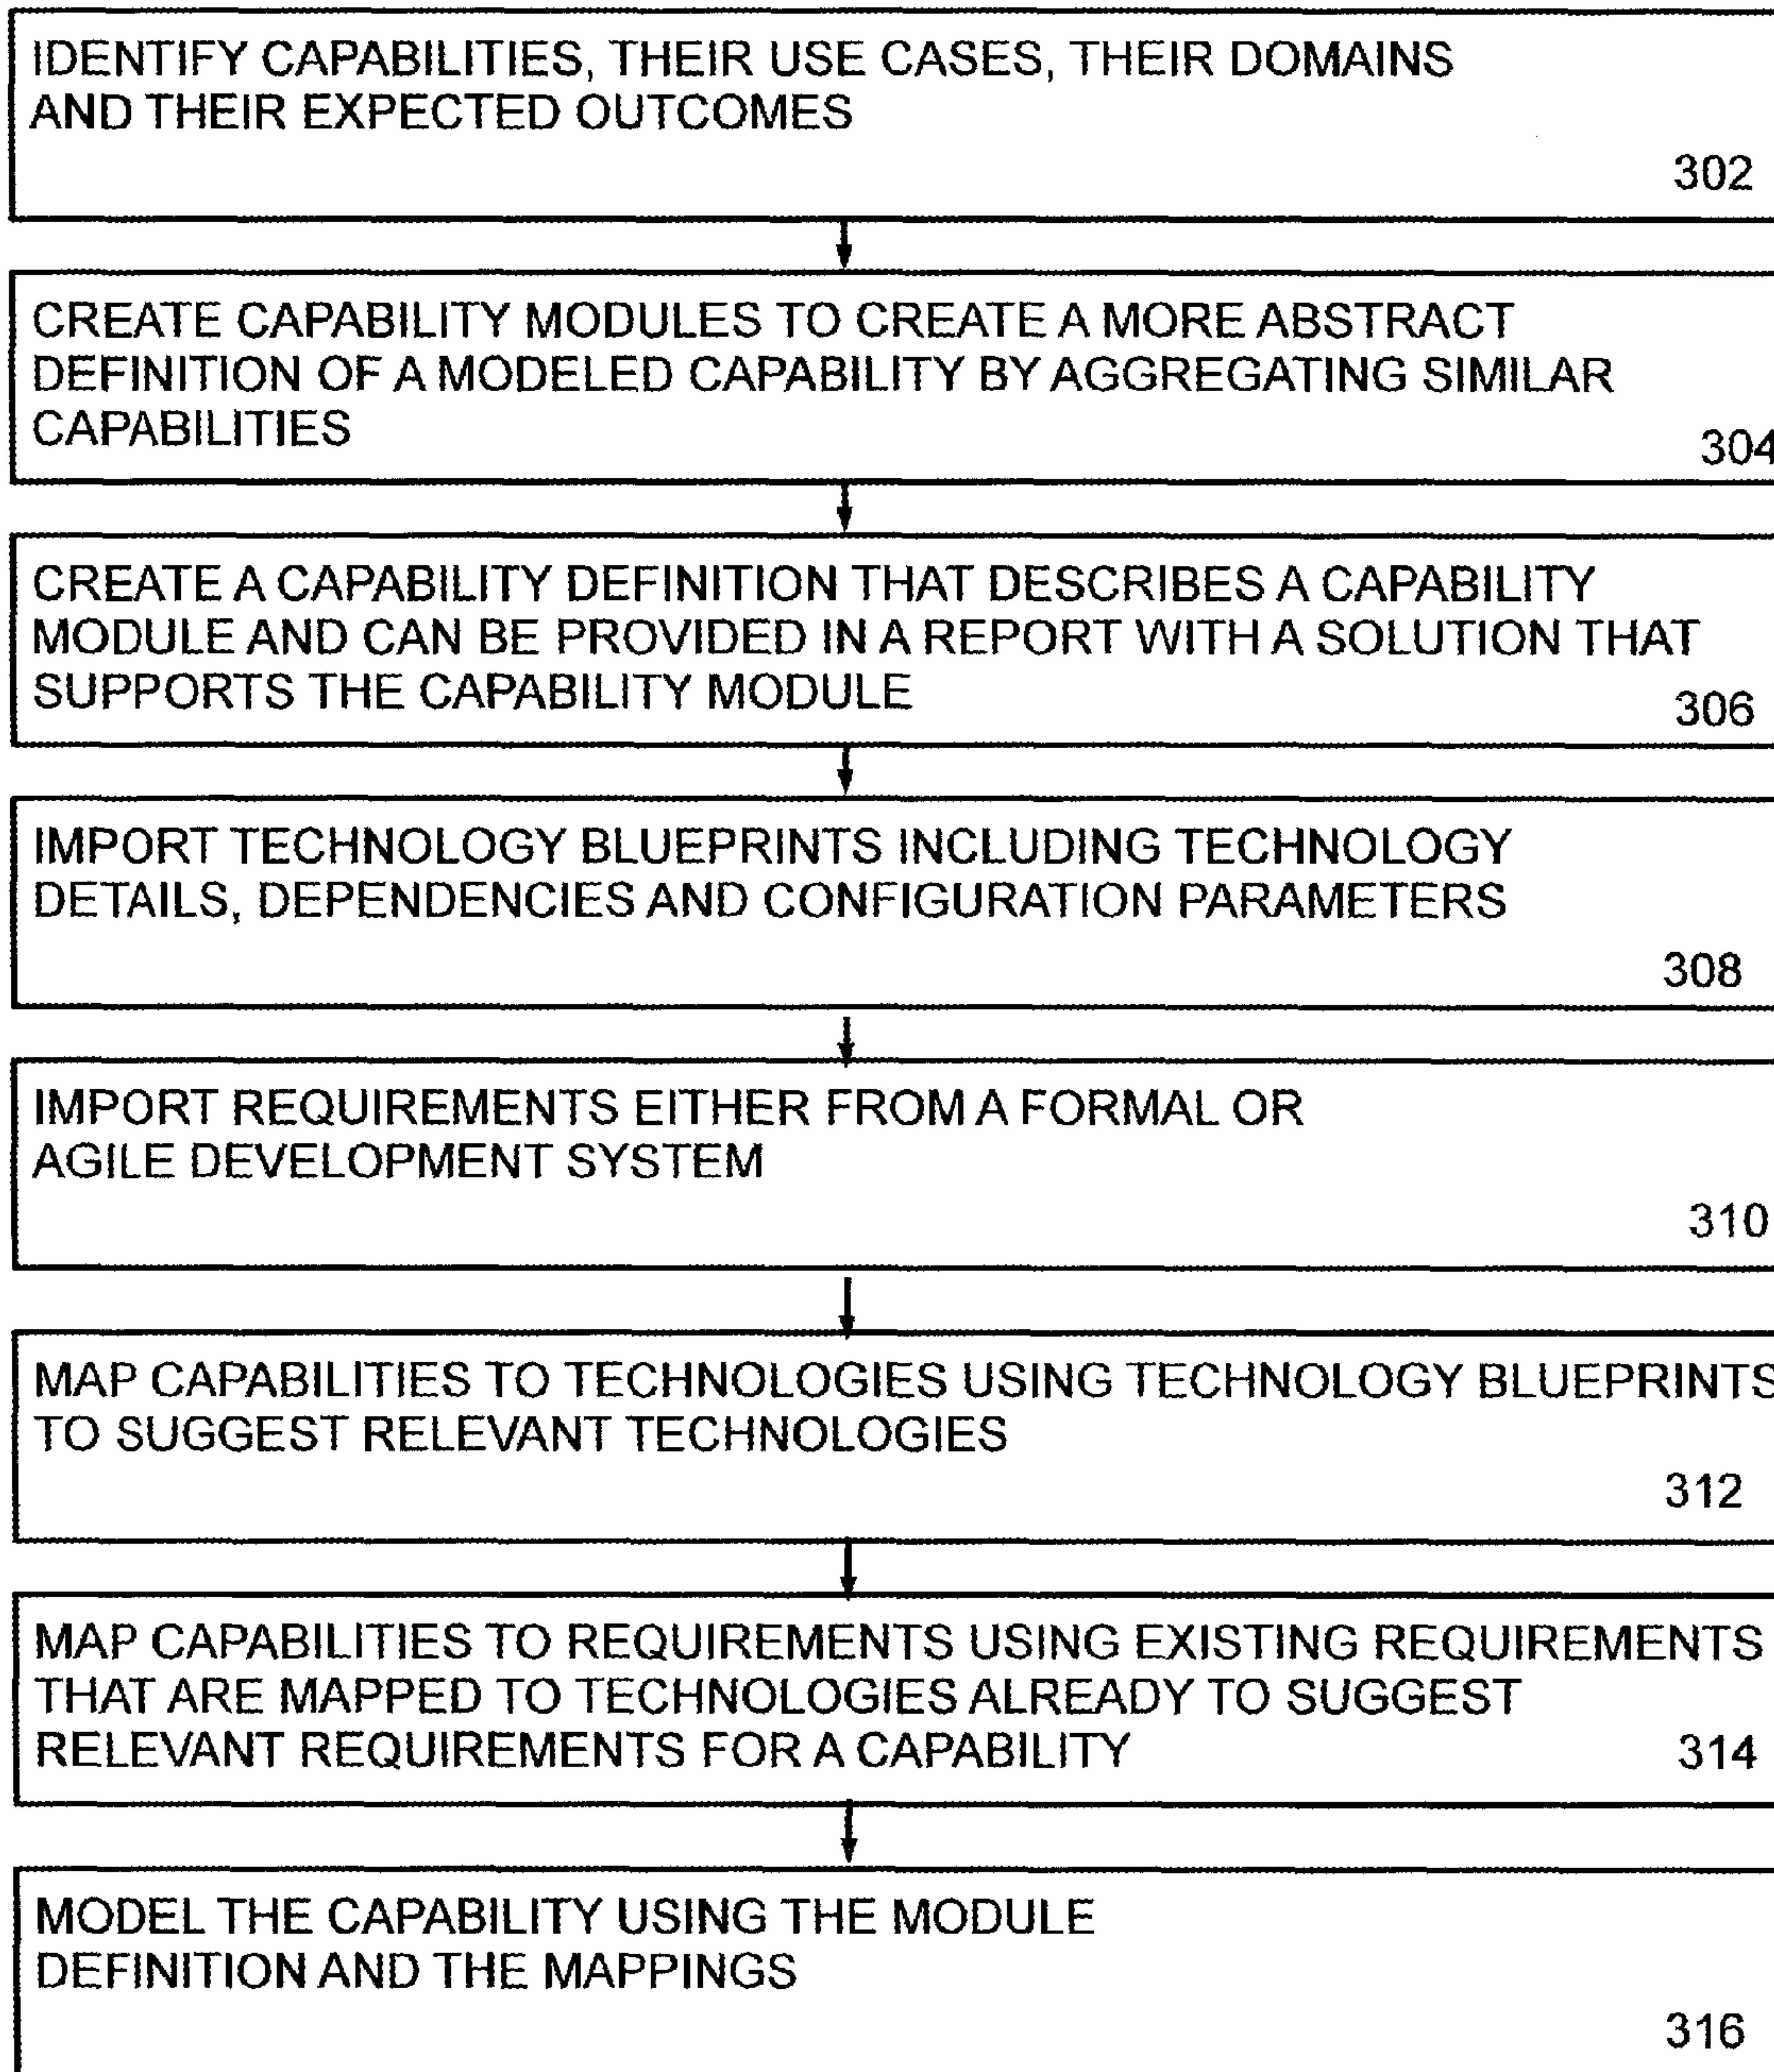 IDENTIFY CAPABILITIES, THEIR USE CASES, THEIR DOMAINS
AND THEIR EXPECTED OUTCOMES
302
CREATE CAPABILITY MODULES TO CREATE A MORE ABSTRACT
DEFINITION OF A MODELED CAPABILITY BY AGGREGATING SIMILAR
CAPABILITIES
304
CREATE A CAPABILITY DEFINITION THAT DESCRIBES A CAPABILITY
MODULE AND CAN BE PROVIDED IN A REPORT WITH A SOLUTION THAT
SUPPORTS THE CAPABILITY MODULE
306
IMPORT TECHNOLOGY BLUEPRINTS INCLUDING TECHNOLOGY
DETAILS, DEPENDENCIES AND CONFIGURATION PARAMETERS
308
IMPORT REQUIREMENTS EITHER FROM A FORMAL OR
AGILE DEVELOPMENT SYSTEM
310
MAP CAPABILITIES TO TECHNOLOGIES USING TECHNOLOGY BLUEPRINTS
TO SUGGEST RELEVANT TECHNOLOGIES
312
MAP CAPABILITIES TO REQUIREMENTS USING EXISTING REQUIREMENTS
THAT ARE MAPPED TO TECHNOLOGIES ALREADY TO SUGGEST
RELEVANT REQUIREMENTS FOR A CAPABILITY
314
MODEL THE CAPABILITY USING THE MODULE
DEFINITION AND THE MAPPINGS
316